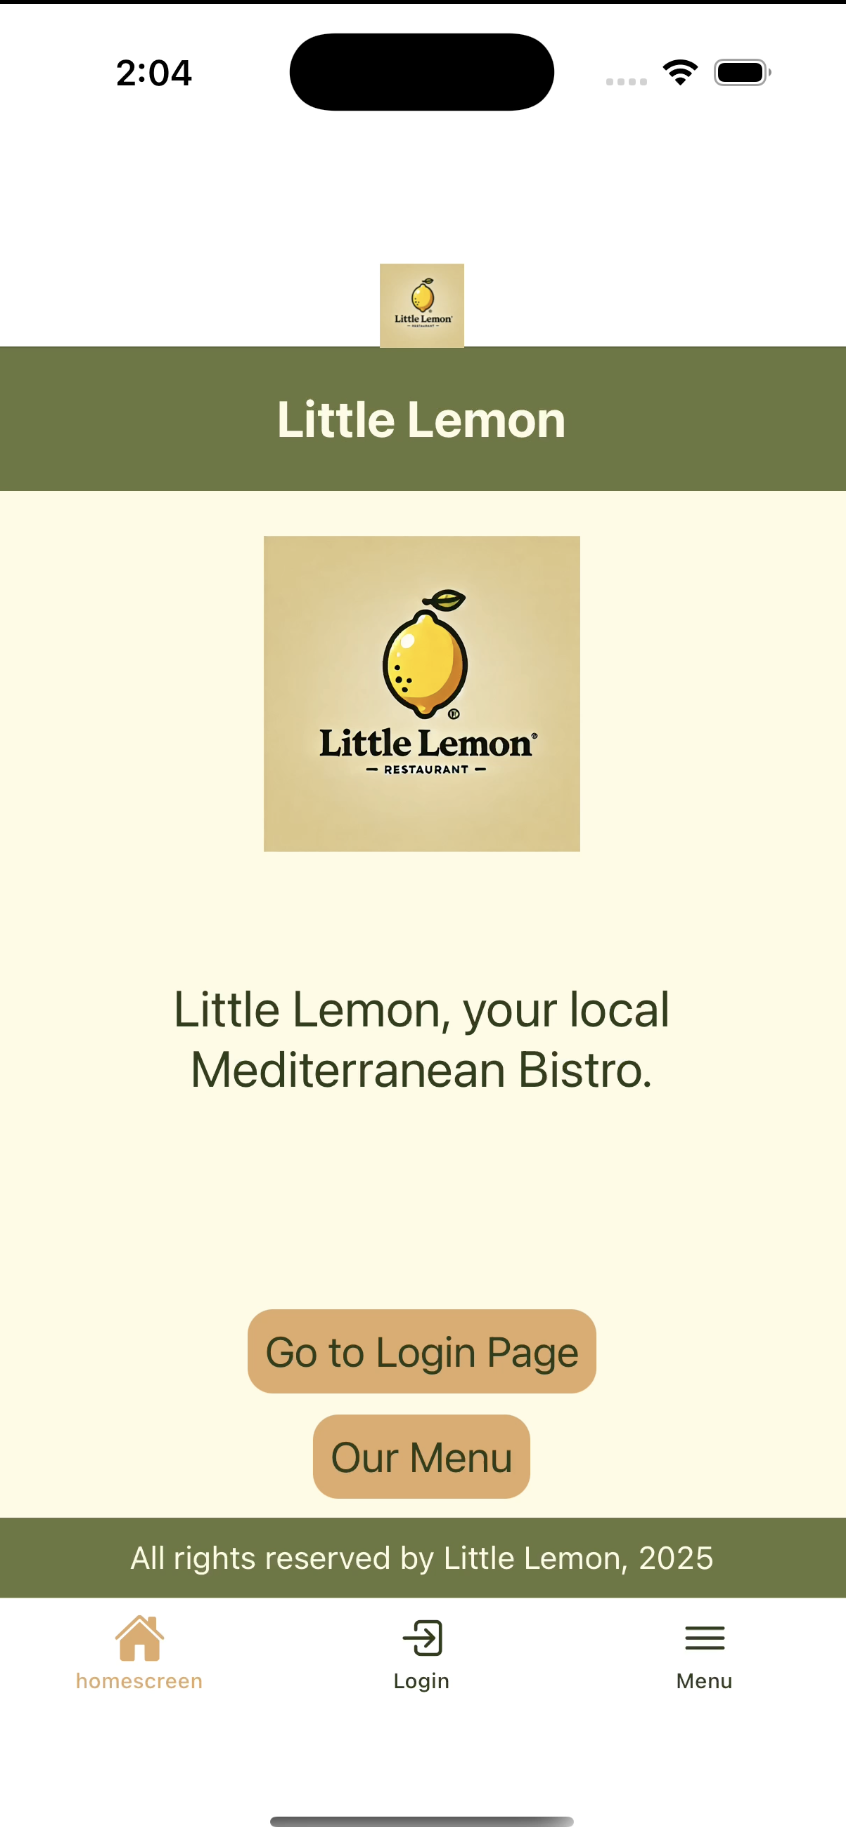 2:04
Little Lemon
RESTAURANT
Little Lemon
Little Lemon®
RESTAURANT
Little Lemon, your local
Mediterranean Bistro.
Go to Login Page
Our Menu
All rights reserved by Little Lemon, 2025
homescreen
Login
Menu